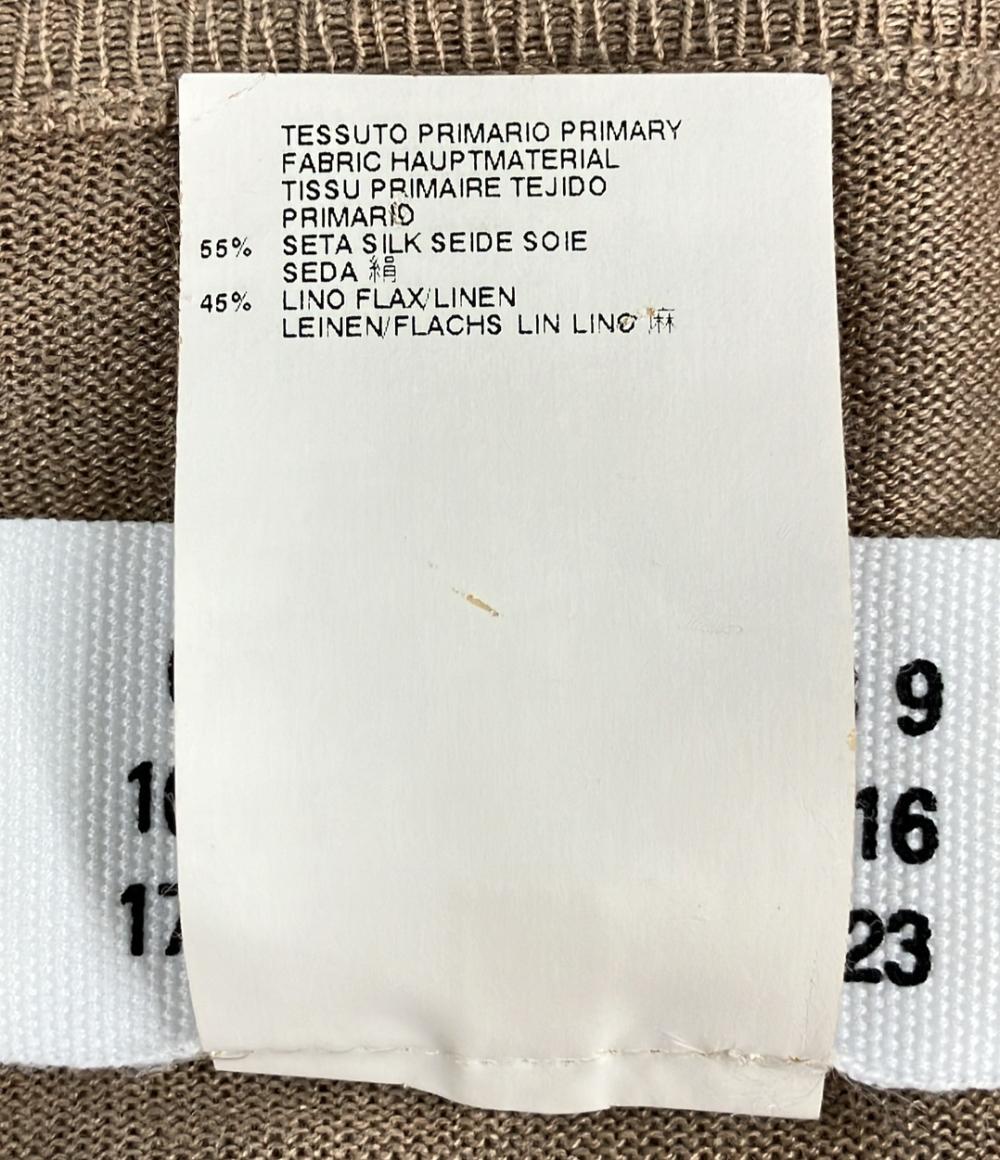 TESSUTO PRIMARIO PRIMARY
FABRIC HAUPTMATERIAL
TISSU PRIMAIRE TEJIDO
PRIMARIO
55% SETA SILK SEIDE SOIE
SEDA 絹
45% LINO FLAX/LINEN
LEINEN/FLACHS LIN LINO 麻
9
16
17
23